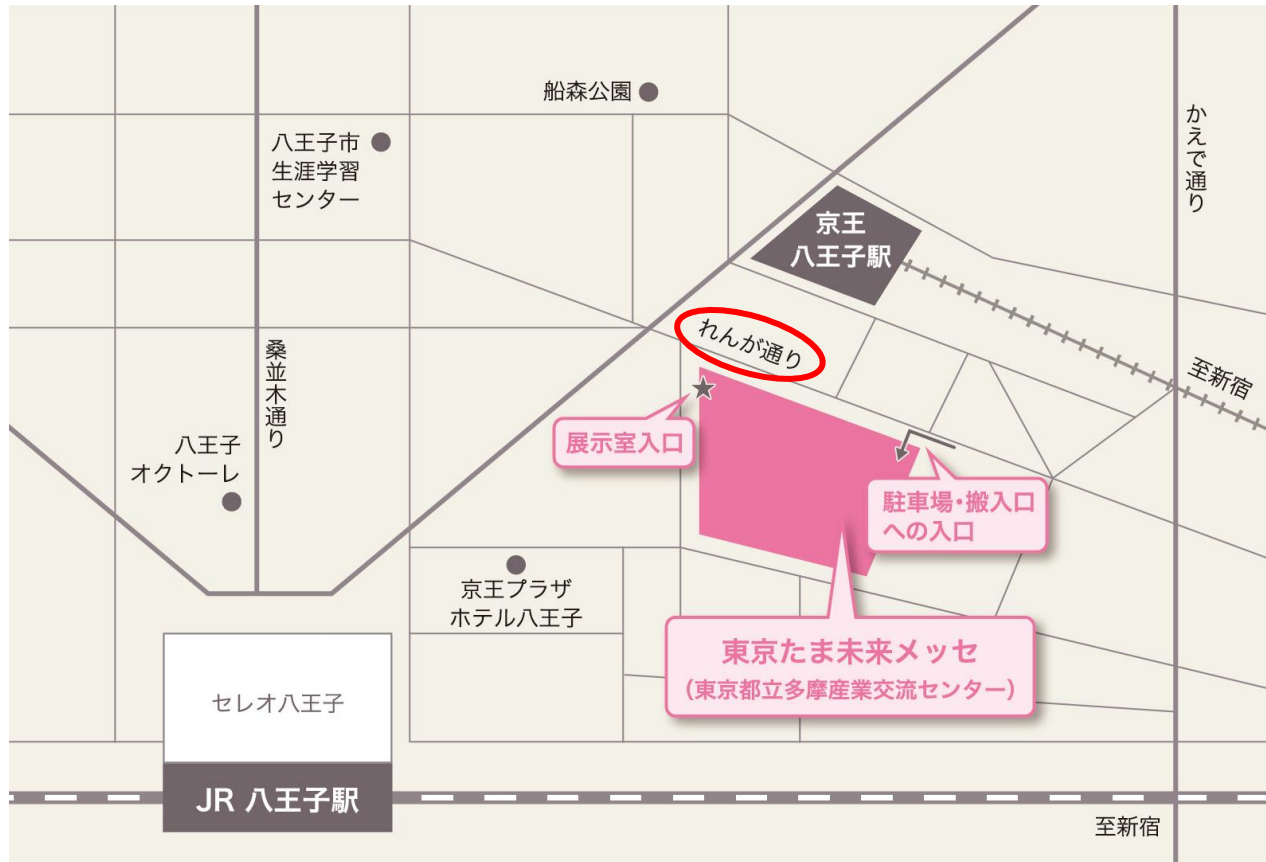 船森公園
八王子市
生涯学習
センター
かえで通り
京王
八王子駅
れんが通り
桑並木通り
至新宿
展示室入口
八王子
オクトーレ
駐車場・搬入口
への入口
京王プラザ
ホテル八王子
東京たま未来メッセ
（東京都立多摩産業交流センター）
セレオ八王子
JR 八王子駅
至新宿